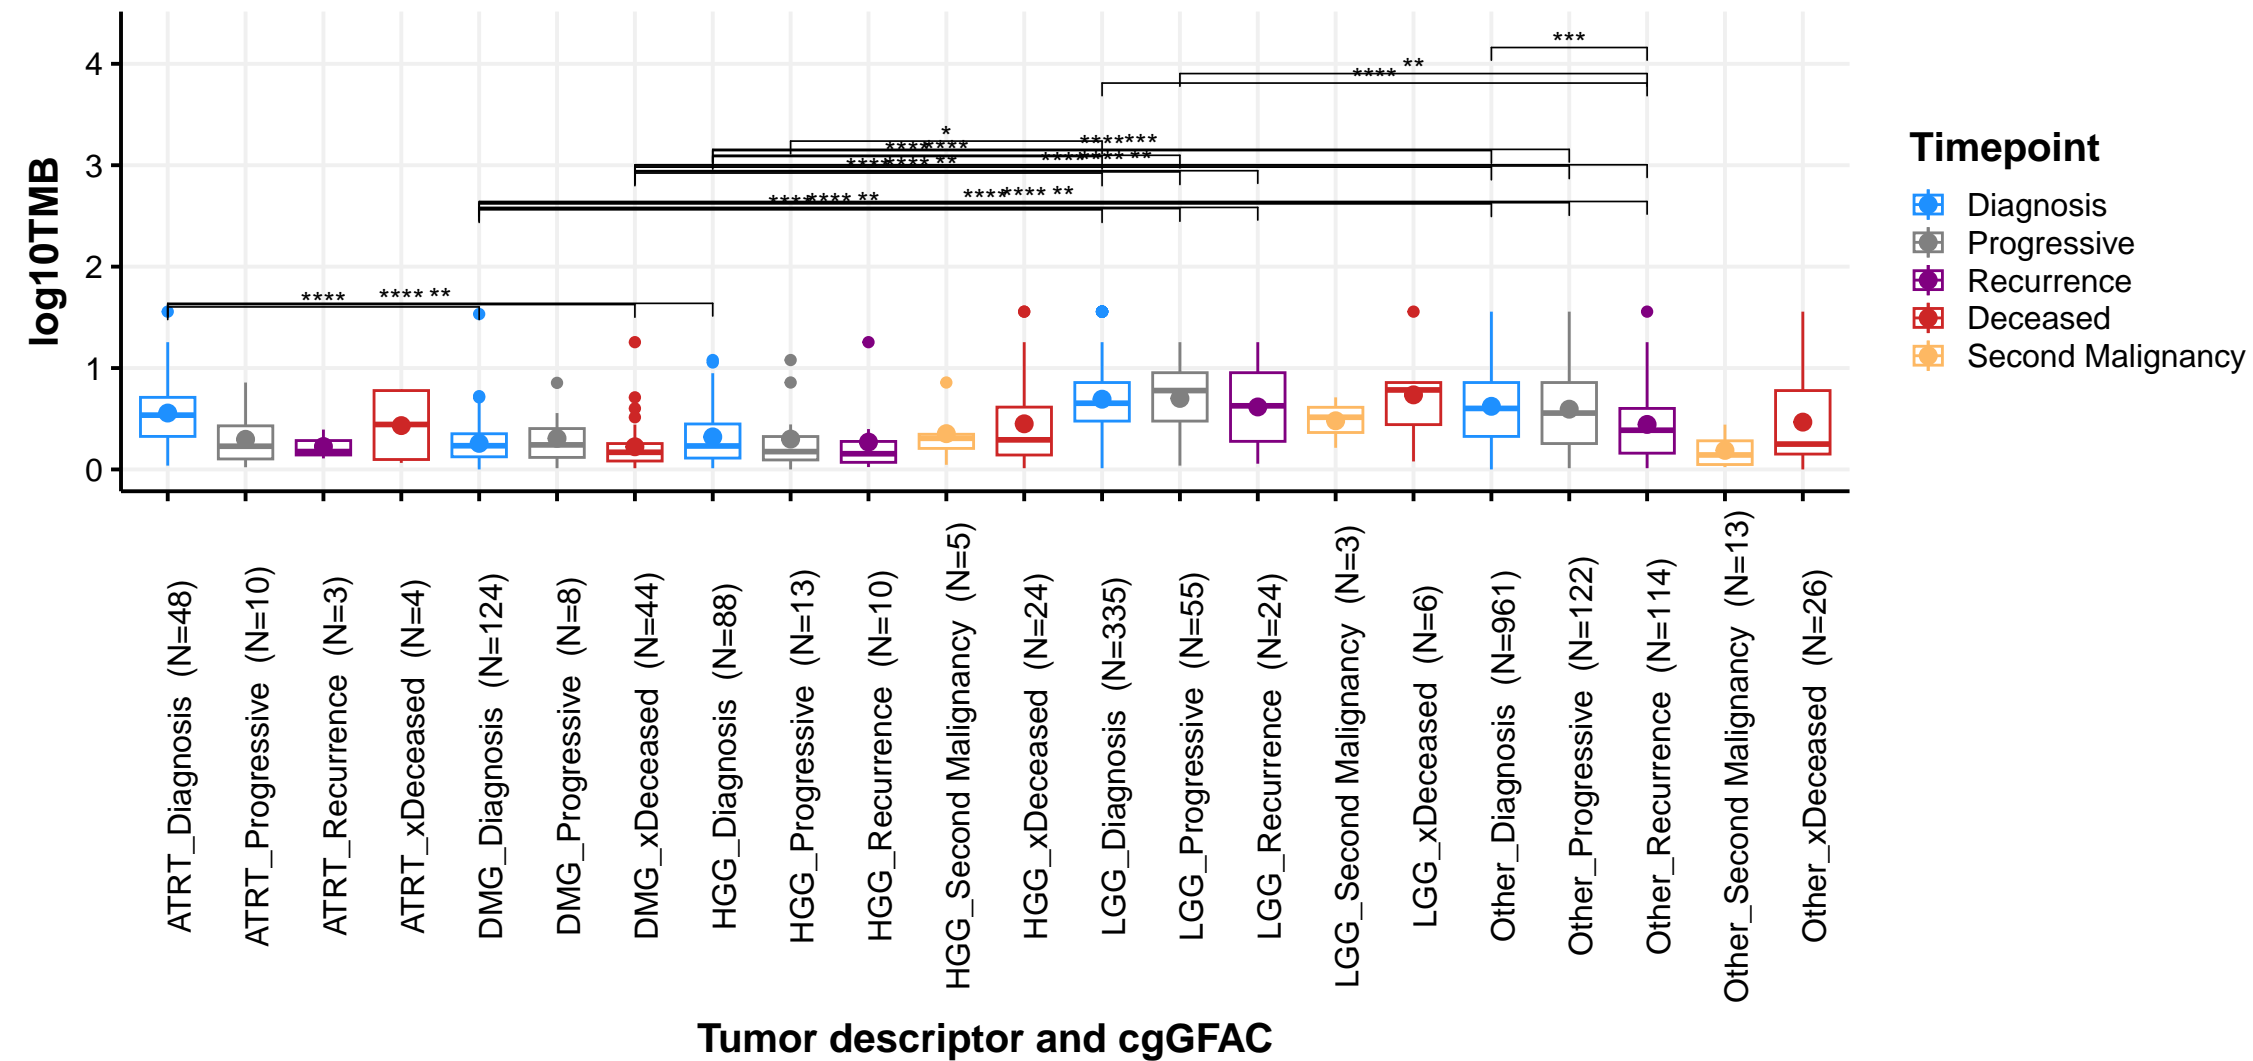 ***
**
****
*
**** ***
**** ****
**** **** **
**** **** **
**** **** **
**** **** **
**** **** **
4
3
2
1
0
log10TMB
Timepoint
Diagnosis
Progressive
Recurrence
Deceased
Second Malignancy
ATRT_Diagnosis (N=48)
ATRT_Progressive (N=10)
ATRT_Recurrence (N=3)
ATRT_xDeceased (N=4)
DMG_Diagnosis (N=124)
DMG_Progressive (N=8)
DMG_xDeceased (N=44)
HGG_Diagnosis (N=88)
HGG_Progressive (N=13)
HGG_Recurrence (N=10)
HGG_Second Malignancy (N=5)
HGG_xDeceased (N=24)
LGG_Diagnosis (N=335)
LGG_Progressive (N=55)
LGG_Recurrence (N=24)
LGG_Second Malignancy (N=3)
LGG_xDeceased (N=6)
Other_Diagnosis (N=961)
Other_Progressive (N=122)
Other_Recurrence (N=114)
Other_Second Malignancy (N=13)
Other_xDeceased (N=26)
Tumor descriptor and cgGFAC